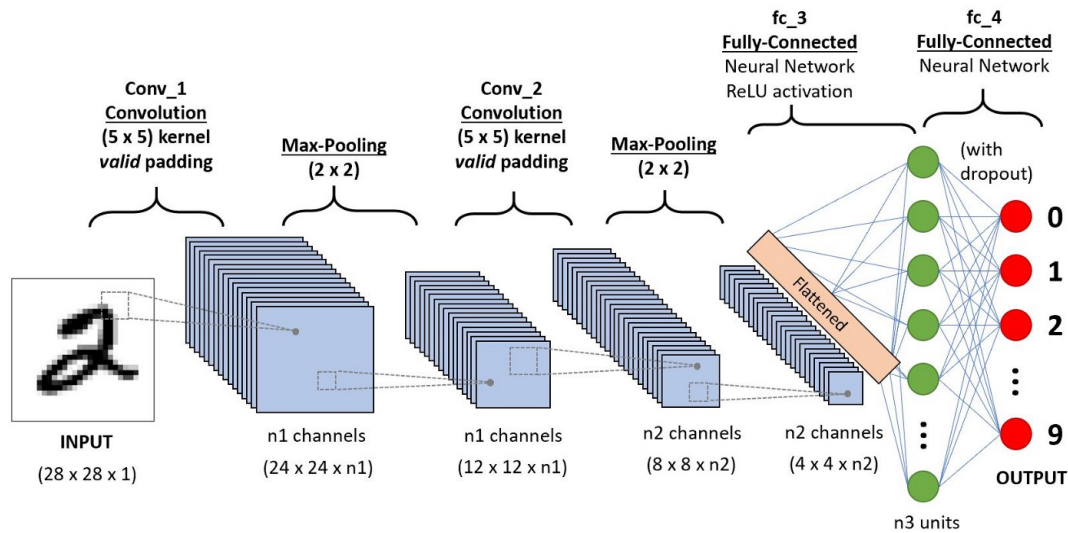 fc_3
Fully-Connected
Neural Network
ReLU activation
fc_4
Fully-Connected
Neural Network
Conv_1
Convolution
(5 x 5) kernel
valid padding
Max-Pooling
(2 x 2)
Conv_2
Convolution
(5 x 5) kernel
valid padding
Max-Pooling
(2 x 2)
(with
dropout)
0
1
2
9
Flattened
INPUT
(28 x 28 x 1)
n1 channels
(24 x 24 x n1)
n1 channels
(12 x 12 x n1)
n2 channels
(8 x 8 x n2)
n2 channels
(4 x 4 x n2)
OUTPUT
n3 units
2